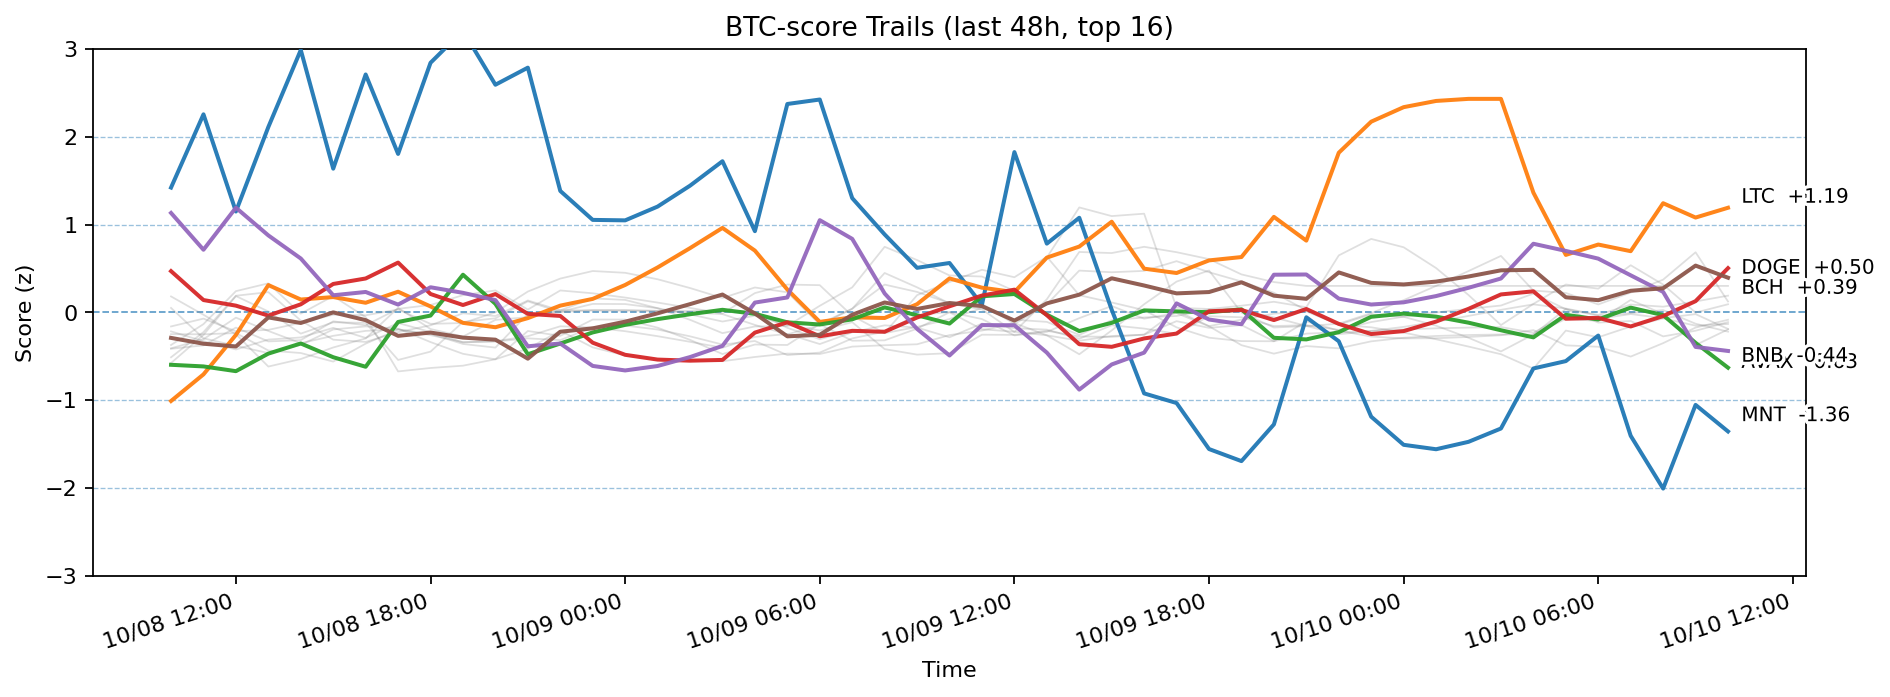 BTC-score Trails (last 48h, top 16)
Score (z)
3
2
1
0
−1
−2
−3
LTC +1.19
DOGE +0.50
BCH +0.39
BNB -0.44
MNT -1.36
10/08 12:00
10/08 18:00
10/09 00:00
10/09 06:00
10/09 12:00
10/09 18:00
10/10 00:00
10/10 06:00
10/10 12:00
Time